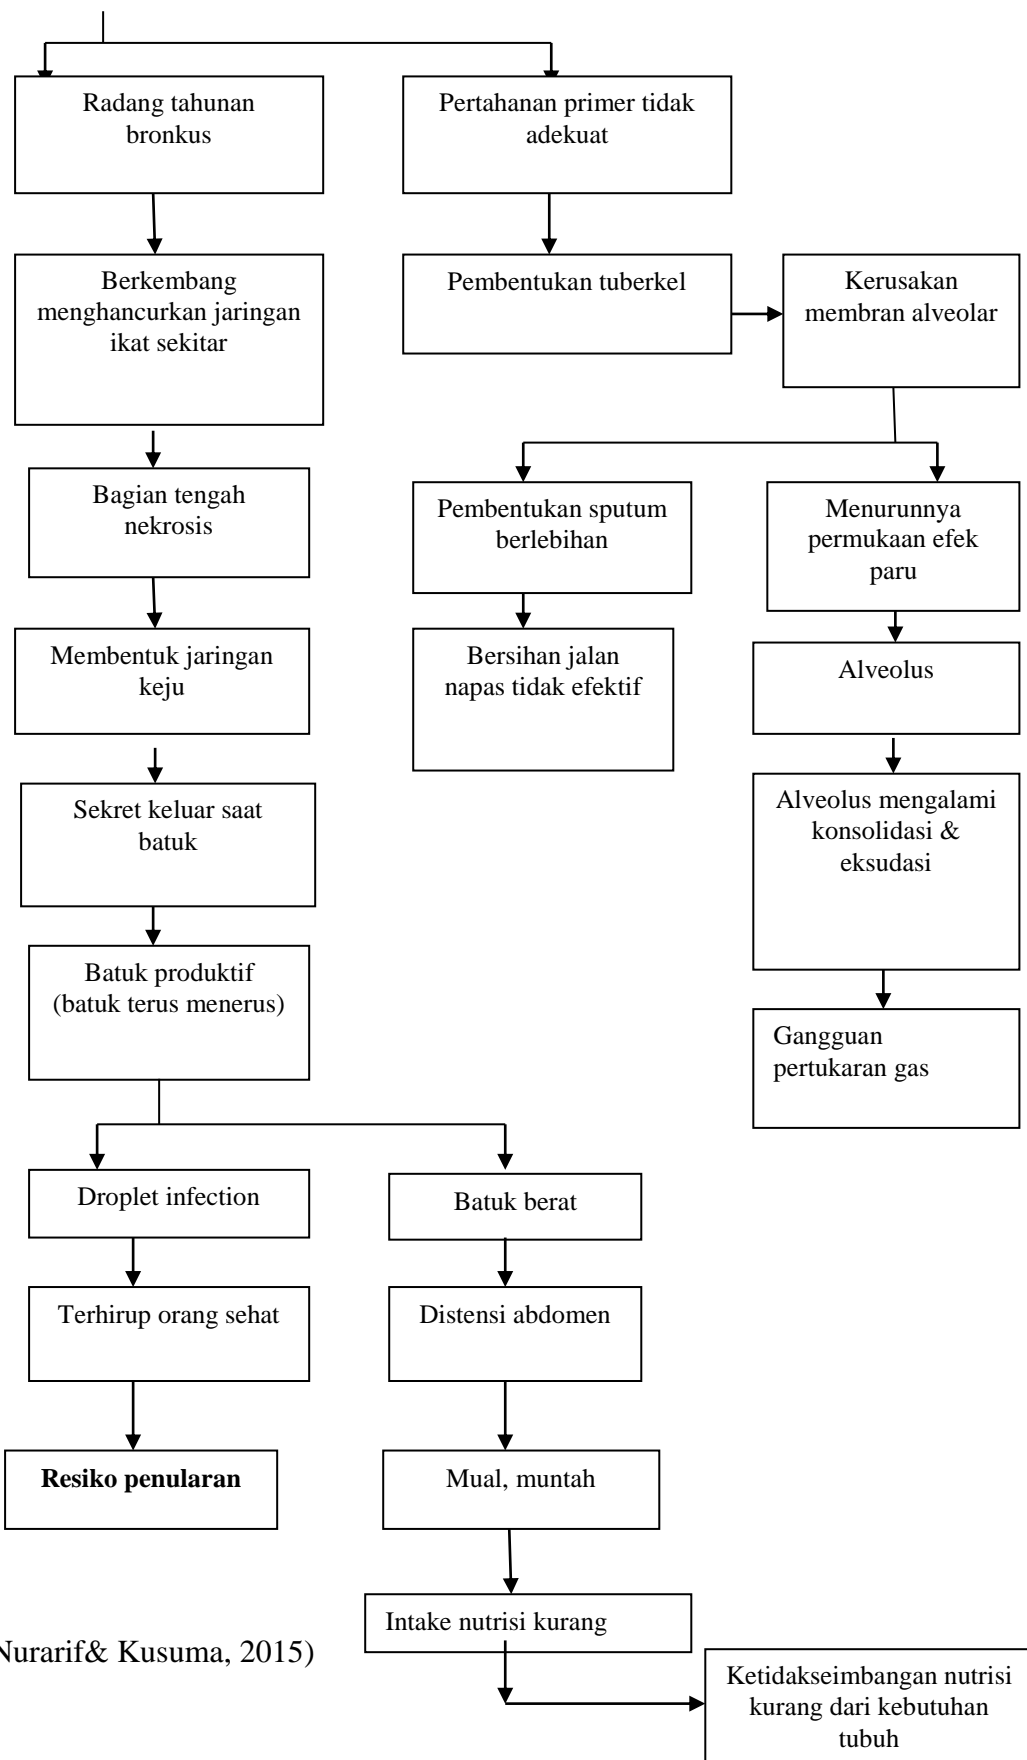 Radang tahunan
bronkus
Pertahanan primer tidak
adekuat
Berkembang
menghancurkan jaringan
ikat sekitar
Pembentukan tuberkel
Kerusakan
membran alveolar
Bagian tengah
nekrosis
Pembentukan sputum
berlebihan
Menurunnya
permukaan efek
paru
Membentuk jaringan
keju
Bersihan jalan
napas tidak efektif
Alveolus
Sekret keluar saat
batuk
Alveolus mengalami
konsolidasi &
eksudasi
Batuk produktif
(batuk terus menerus)
Gangguan
pertukaran gas
Droplet infection
Batuk berat
Terhirup orang sehat
Distensi abdomen
Resiko penularan
Mual, muntah
Intake nutrisi kurang
Nurarif& Kusuma, 2015)
Ketidakseimbangan nutrisi
kurang dari kebutuhan
tubuh